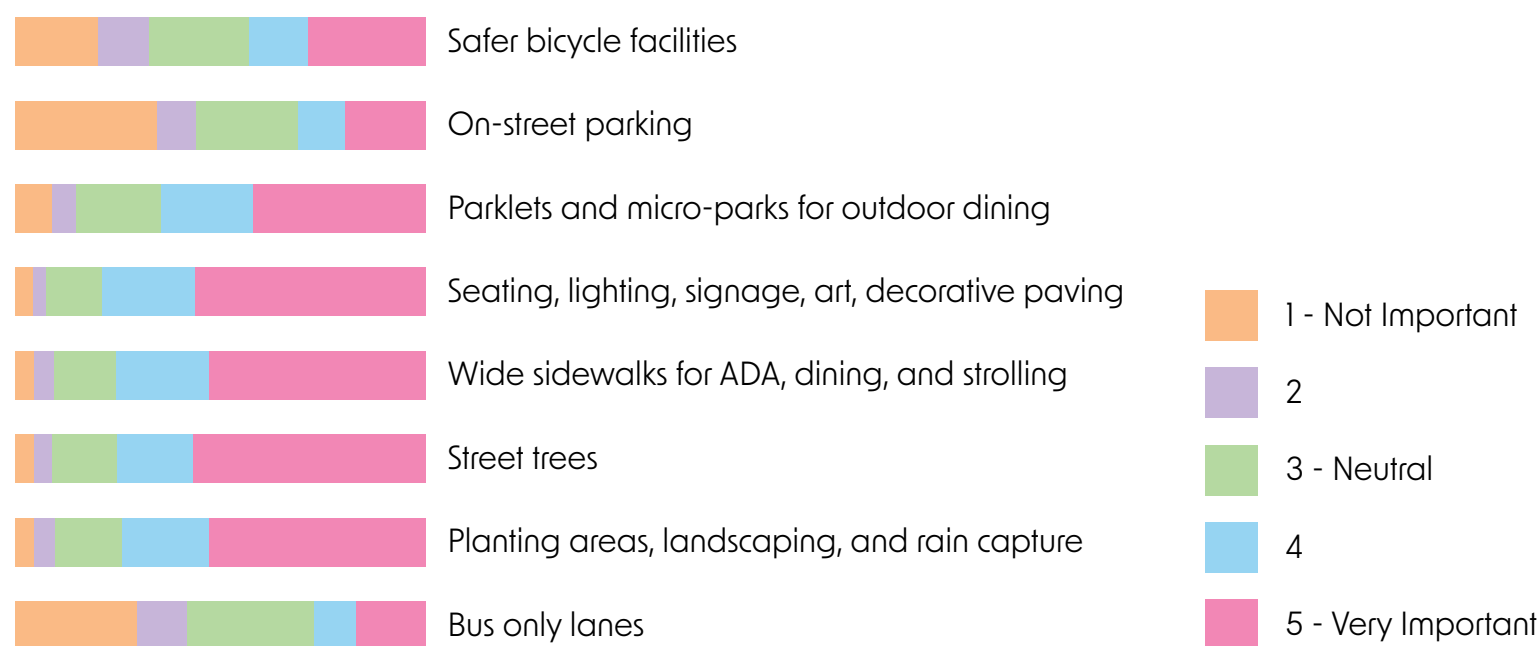 Safer bicycle facilities
On-street parking
Parklets and micro-parks for outdoor dining
Seating, lighting, signage, art, decorative paving
Wide sidewalks for ADA, dining, and strolling
Street trees
Planting areas, landscaping, and rain capture
Bus only lanes
1 - Not Important
2
3 - Neutral
4
5 - Very Important